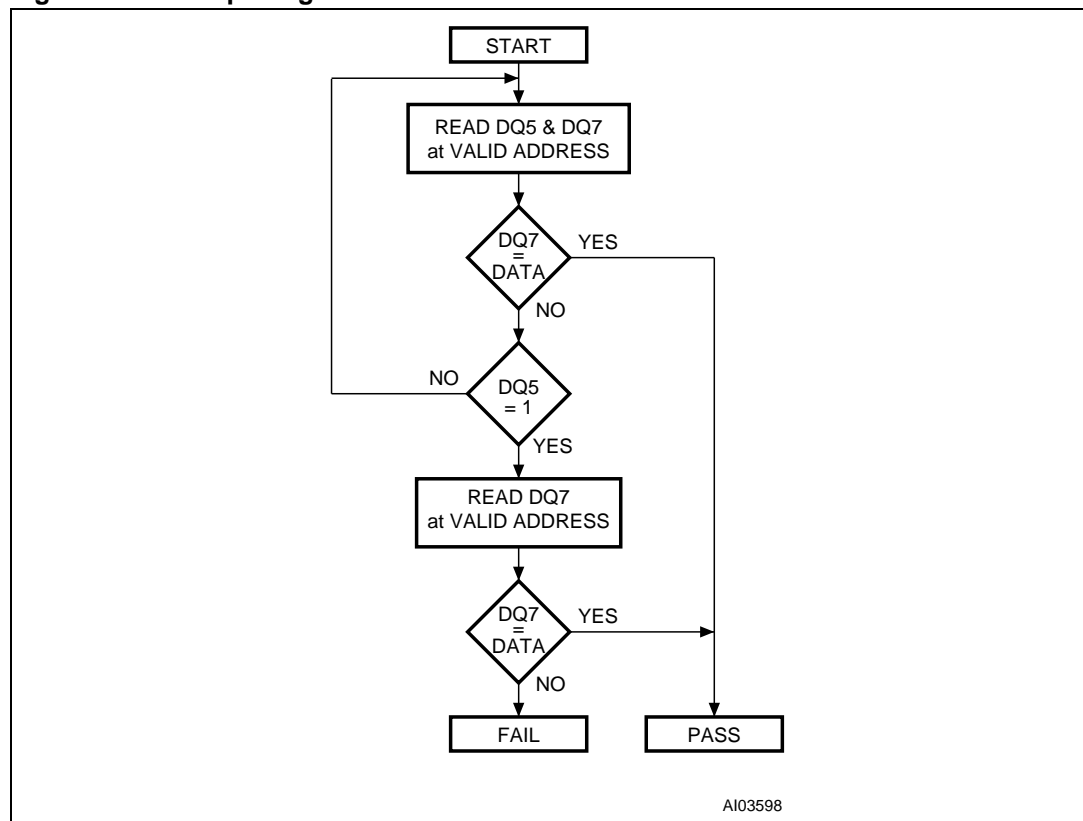 START
READ DQ5 & DQ7
at VALID ADDRESS
DQ7
=
DATA
YES
NO
NO
DQ5
= 1
YES
READ DQ7
at VALID ADDRESS
DQ7
=
DATA
YES
NO
FAIL
PASS
AI03598